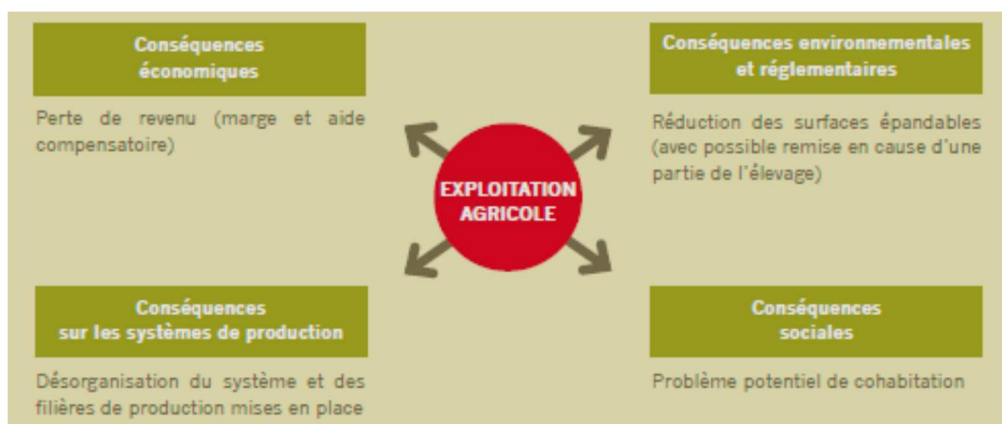 Conséquences
économiques
Perte de revenu (marge et aide
compensatoire)
Conséquences environnementales
et réglementaires
Réduction des surfaces épandables
(avec possible remise en cause d'une
partie de l'élevage)
EXPLOITATION
AGRICOLE
Conséquences
sur les systèmes de production
Désorganisation du système et des
filières de production mises en place
Conséquences
sociales
Problème potentiel de cohabitation